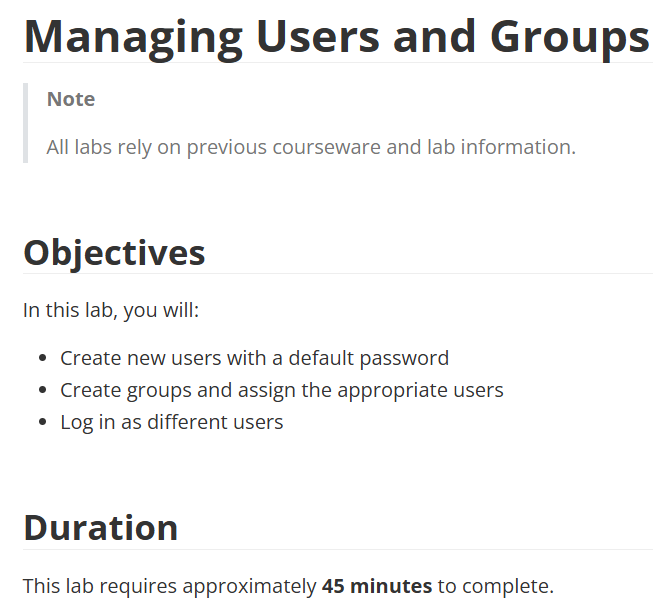 Managing Users and Groups
Note
All labs rely on previous courseware and lab information.
Objectives
In this lab, you will:
Create new users with a default password
Create groups and assign the appropriate users
Log in as different users
Duration
This lab requires approximately 45 minutes to complete.